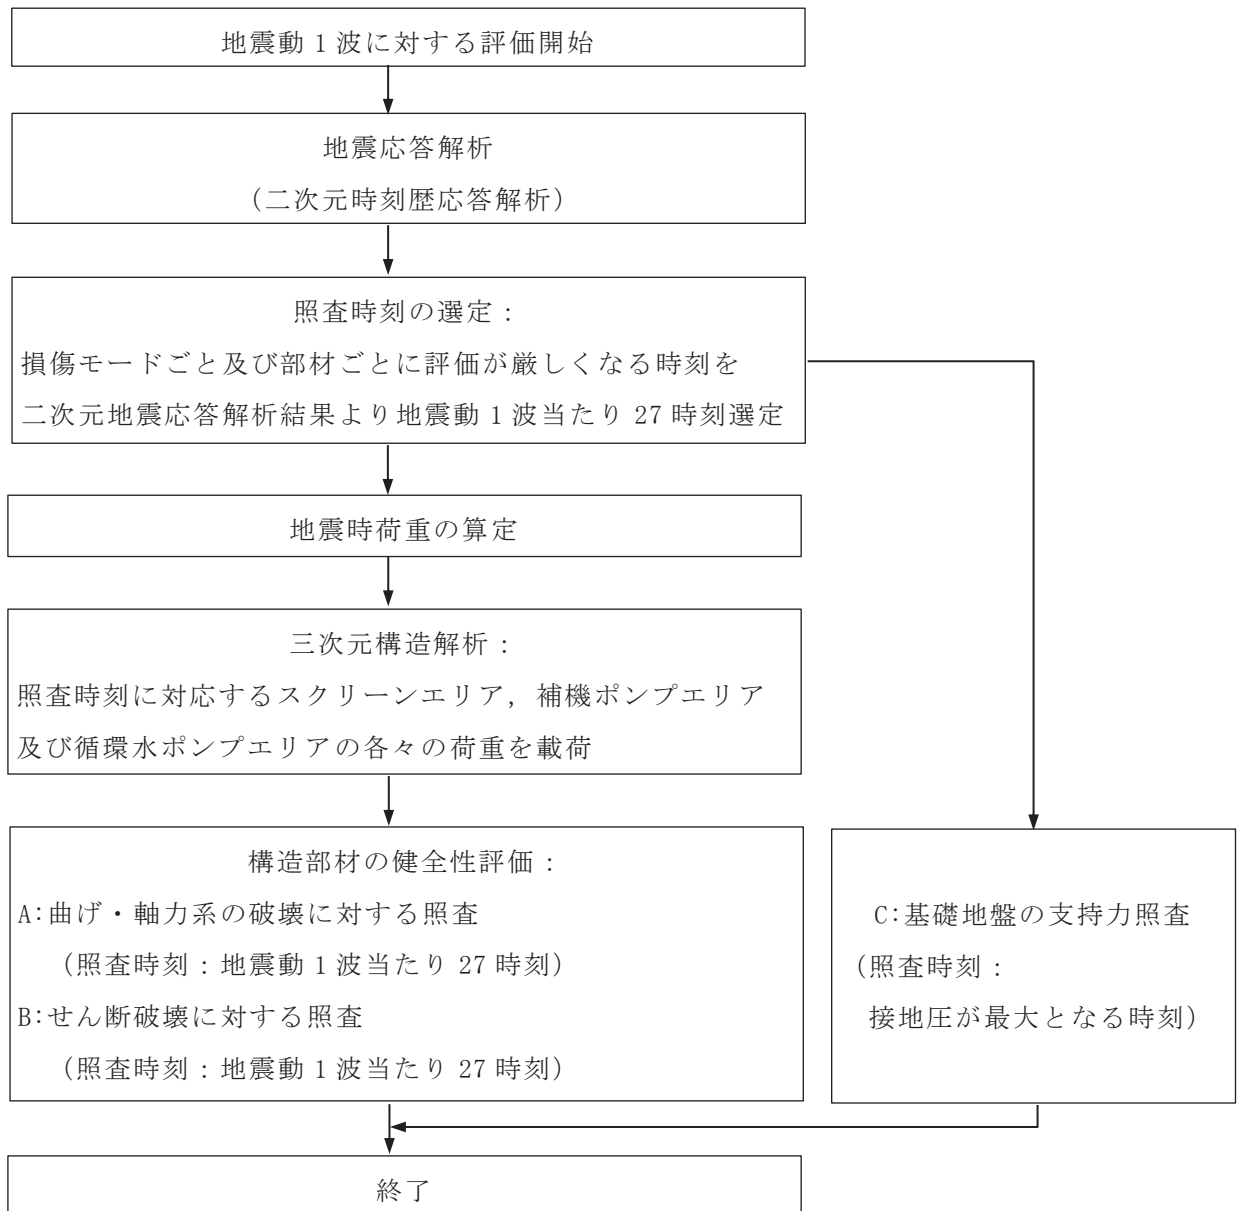 地震動 1 波に対する評価開始
地震応答解析
（二次元時刻歴応答解析）
照査時刻の選定：
損傷モードごと及び部材ごとに評価が厳しくなる時刻を
二次元地震応答解析結果より地震動 1 波当たり 27 時刻選定
地震時荷重の算定
三次元構造解析：
照査時刻に対応するスクリーンエリア，補機ポンプエリア
及び循環水ポンプエリアの各々の荷重を載荷
構造部材の健全性評価：
A:曲げ・軸力系の破壊に対する照査
（照査時刻：地震動 1 波当たり 27 時刻）
B:せん断破壊に対する照査
（照査時刻：地震動 1 波当たり 27 時刻）
C:基礎地盤の支持力照査
（照査時刻：
接地圧が最大となる時刻）
終了